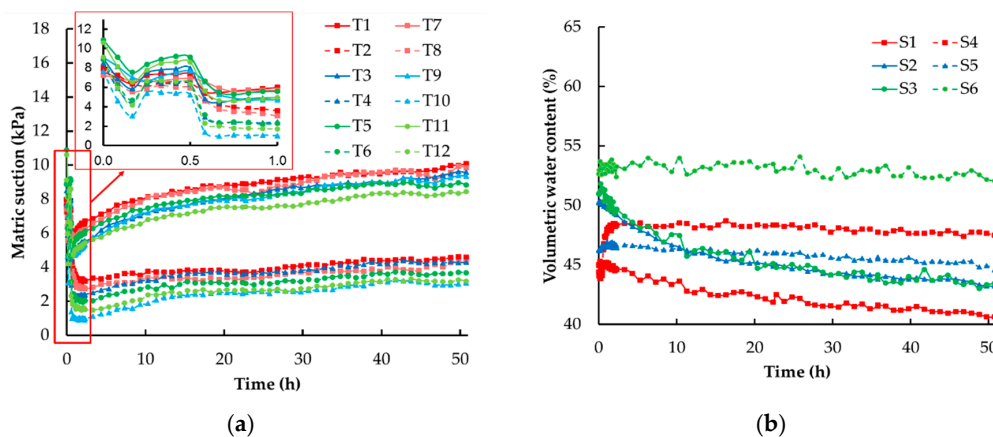 18
16
14
12
10
8
6
4
2
0
Matric suction (kPa)
0
10
20
30
40
50
Time (h)
12
10
8
6
4
2
0
0.0
0.5
1.0
T1 T7
T2 T8
T3 T9
T4 T10
T5 T11
T6 T12
(a)
65
60
55
50
45
40
Volumetric water content (%)
0
10
20
30
40
50
Time (h)
S1 S4
S2 S5
S3 S6
(b)